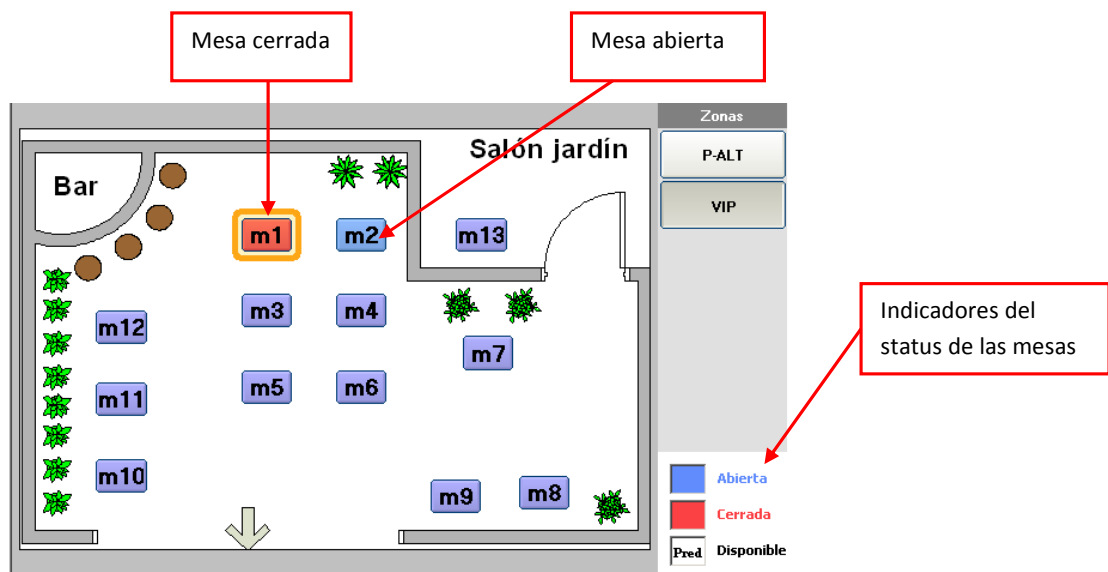 Mesa cerrada
Mesa abierta
Zonas
P-ALT
VIP
Salón jardín
Bar
m1
m2
m13
m3
m4
m12
m7
m5
m6
m11
m10
m9
m8
Indicadores del
status de las mesas
Abierta
Cerrada
Pred Disponible